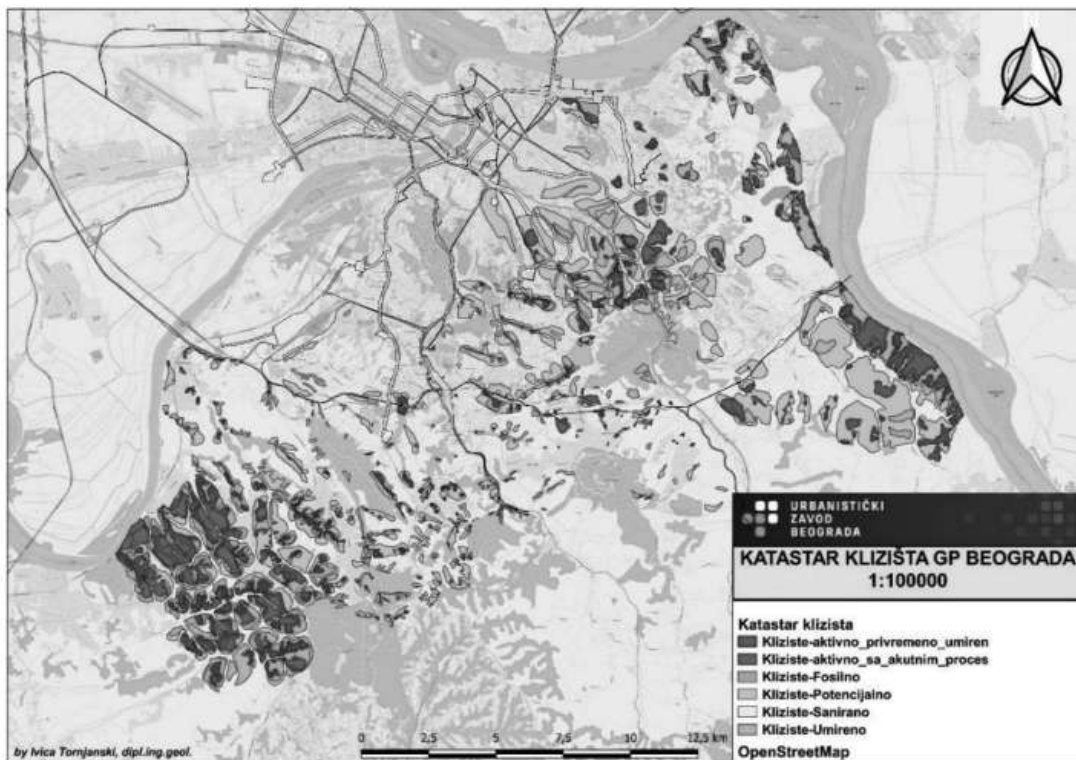 URBANISTIČKI
ZAVOD
BEOGRADA
KATASTAR KLIZIŠTA GP BEOGRADA
1:100000
Katastar klizista
Kliziste-aktivno_privremeno_umiren
Kliziste-aktivno_sa_akutnim_proces
Kliziste-Fosilno
Kliziste-Potencijalno
Kliziste-Sanirano
Kliziste-Umireno
OpenStreetMap
by Ivica Tornjanski, dipl.ing.geol.
0 2,5 5 7,5 10 12,5 km